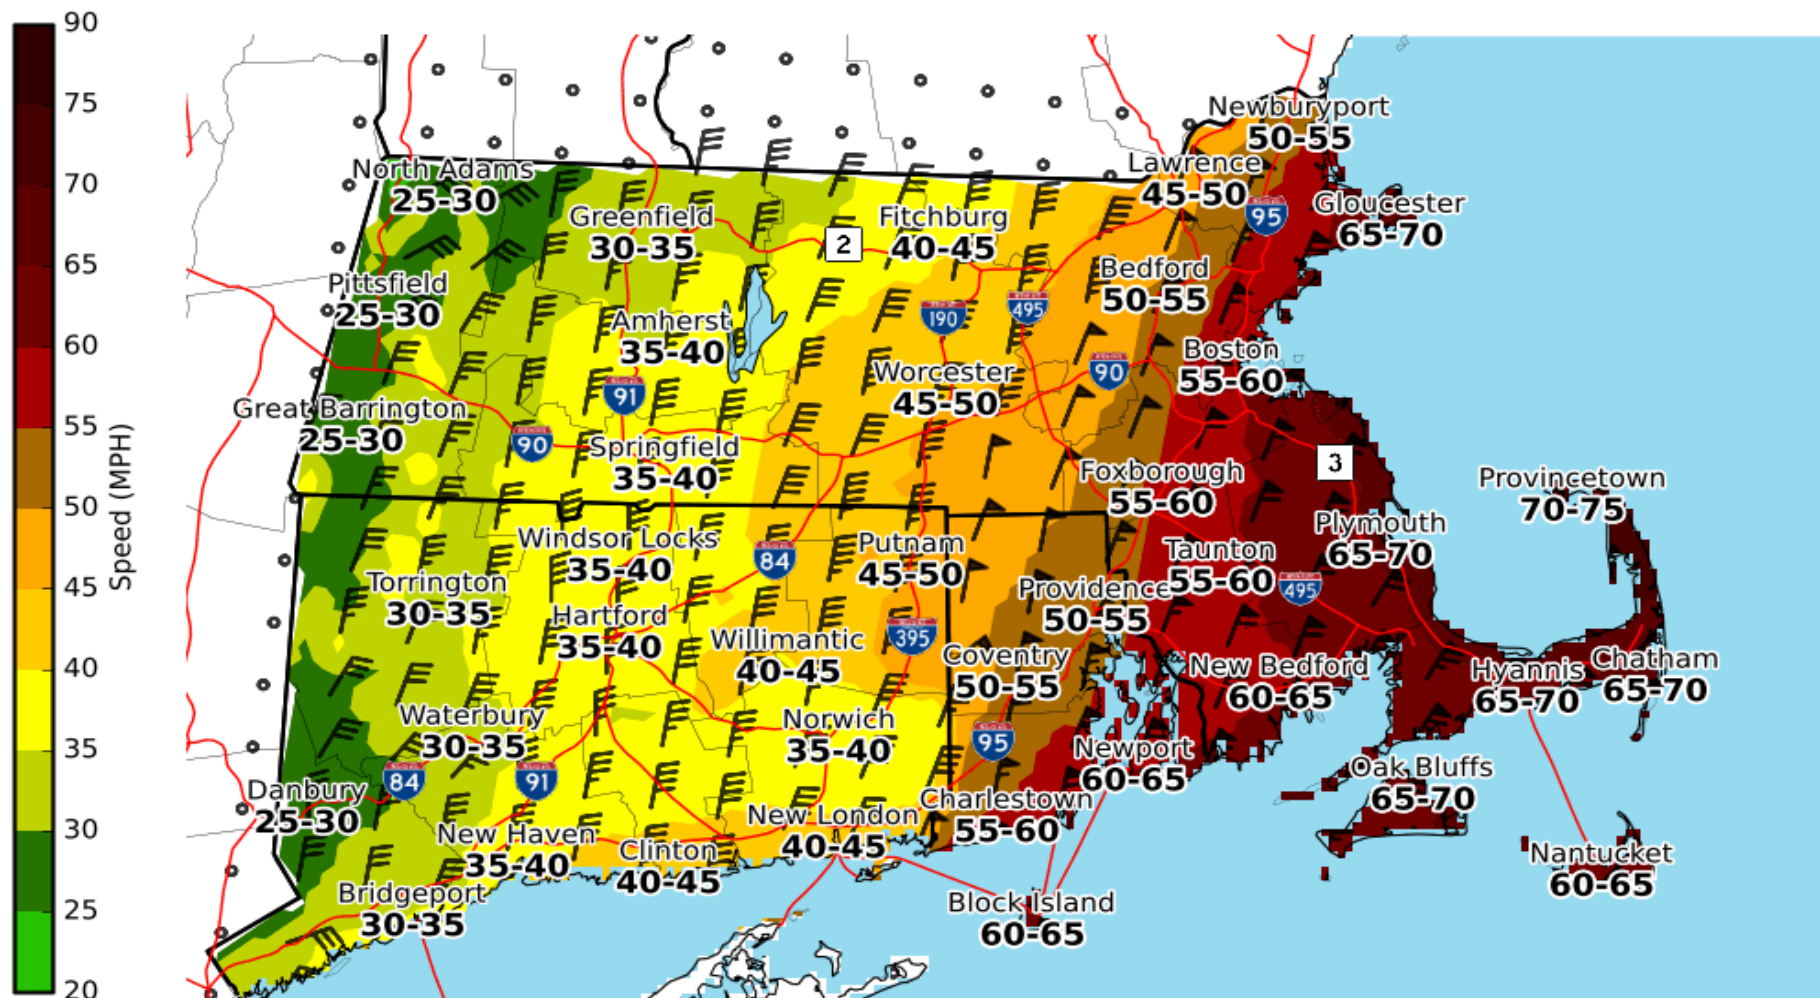 90
75
70
65
60
55
50
45
40
35
30
25
20
Speed (MPH)
Newburyport
50-55
North Adams
25-30
Lawrence
45-50
Greenfield
30-35
2
Fitchburg
40-45
95
Gloucester
65-70
Pittsfield
25-30
Bedford
50-55
Amherst
35-40
190
495
Boston
55-60
Worcester
45-50
90
Great Barrington
25-30
91
90
Springfield
35-40
Foxborough
55-60
3
Provincetown
70-75
Windsor Locks
35-40
84
Putnam
45-50
Plymouth
65-70
Taunton
55-60
495
Torrington
30-35
Providence
50-55
Hartford
35-40
Willimantic
40-45
395
Coventry
50-55
New Bedford
60-65
Hyannis
65-70
Chatham
65-70
Waterbury
30-35
Norwich
35-40
95
Newport
60-65
Oak Bluffs
65-70
Danbury
25-30
84
91
New Haven
35-40
Clinton
40-45
New London
40-45
Charlestown
55-60
Nantucket
60-65
Bridgeport
30-35
Block Island
60-65